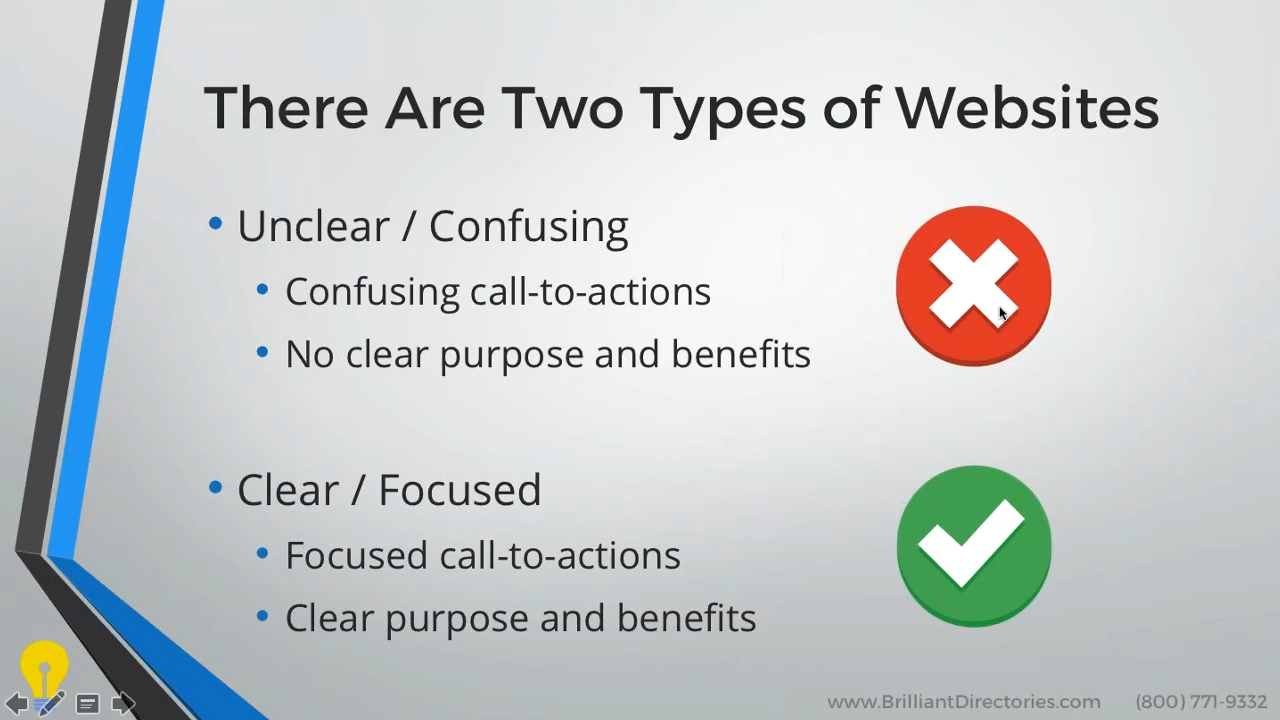 There Are Two Types of Websites
Unclear / Confusing
Confusing call-to-actions
No clear purpose and benefits
Clear / Focused
Focused call-to-actions
Clear purpose and benefits
www.BrilliantDirectories.com (800) 771-9332